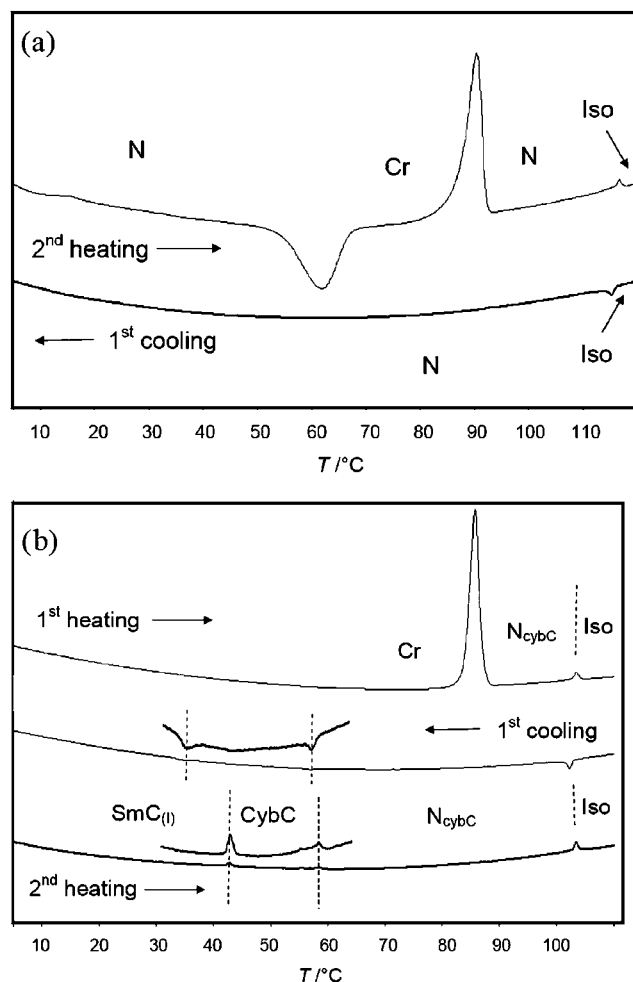 (a)
Iso
N
Cr
N
2nd heating
1st cooling
Iso
N
10 20 30 40 50 60 70 80 90 100 110
T /°C
(b)
1st heating
NcybC
Iso
Cr
1st cooling
SmC(I)
CybC
NcybC
Iso
2nd heating
10 20 30 40 50 60 70 80 90 100
T /°C